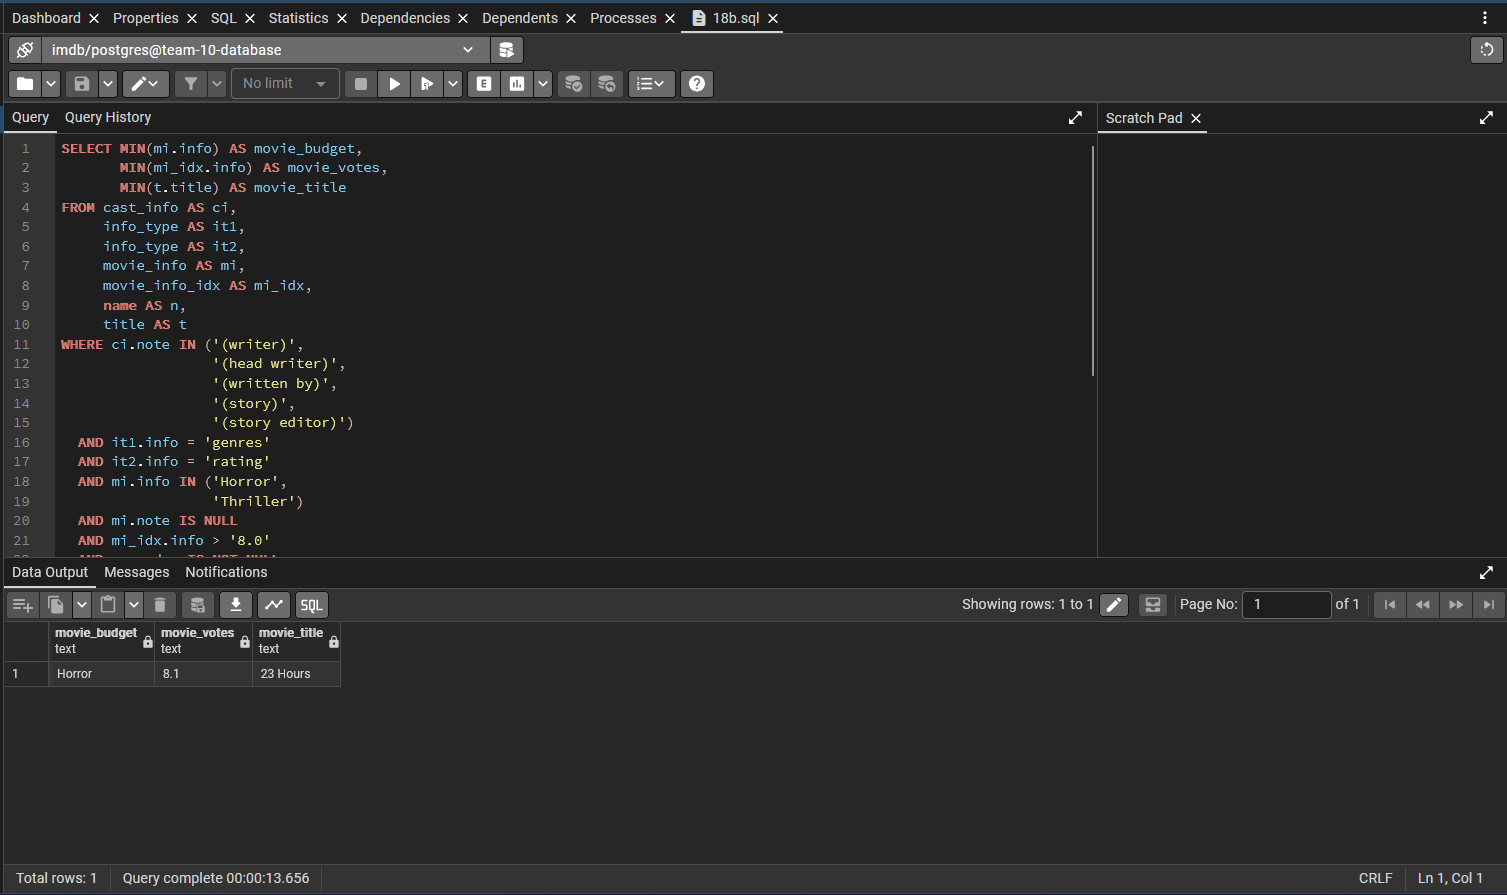 Dashboard Properties SQL Statistics Dependencies Dependents Processes 18b.sql
imdb/postgres@team-10-database
No limit
Query Query History
Scratch Pad
1 SELECT MIN(mi.info) AS movie_budget,
2 MIN(mi_idx.info) AS movie_votes,
3 MIN(t.title) AS movie_title
4 FROM cast_info AS ci,
5 info_type AS it1,
6 info_type AS it2,
7 movie_info AS mi,
8 movie_info_idx AS mi_idx,
9 name AS n,
10 title AS t
11 WHERE ci.note IN ('(writer)',
12 '(head writer)',
13 '(written by)',
14 '(story)',
15 '(story editor)')
16 AND it1.info = 'genres'
17 AND it2.info = 'rating'
18 AND mi.info IN ('Horror',
19 'Thriller')
20 AND mi.note IS NULL
21 AND mi_idx.info > '8.0'
Data Output Messages Notifications
SQL Showing rows: 1 to 1 Page No: 1 of 1
movie_budget movie_votes movie_title
text text text
1 Horror 8.1 23 Hours
Total rows: 1 Query complete 00:00:13.656 CRLF Ln 1, Col 1